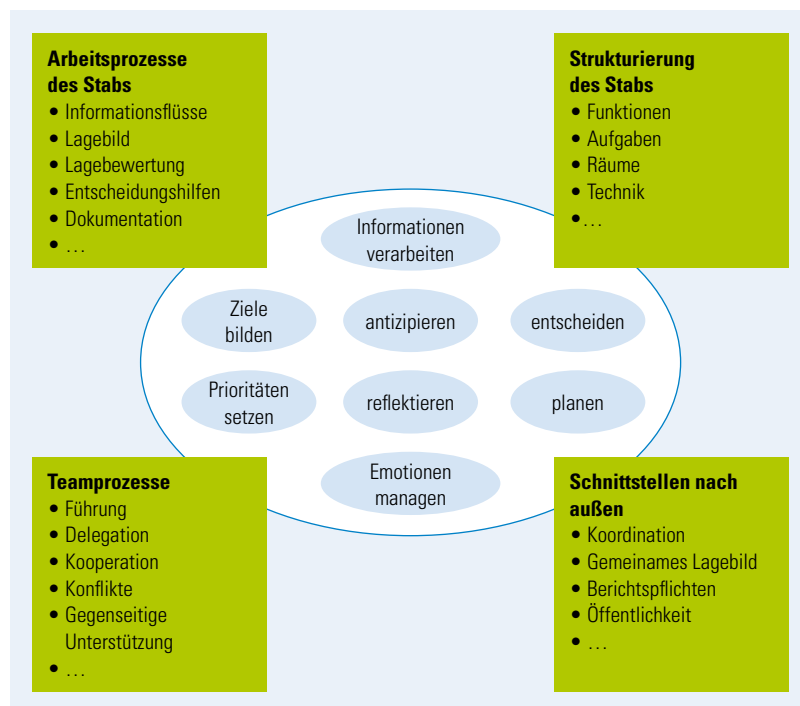 Arbeitsprozesse
des Stabs
• Informationsflüsse
• Lagebild
• Lagebewertung
• Entscheidungshilfen
• Dokumentation
• …
Strukturierung
des Stabs
• Funktionen
• Aufgaben
• Räume
• Technik
• …
Informationen
verarbeiten
Ziele
bilden
antizipieren
entscheiden
Prioritäten
setzen
reflektieren
planen
Emotionen
managen
Teamprozesse
• Führung
• Delegation
• Kooperation
• Konflikte
• Gegenseitige
Unterstützung
• …
Schnittstellen nach
außen
• Koordination
• Gemeinames Lagebild
• Berichtspflichten
• Öffentlichkeit
• …